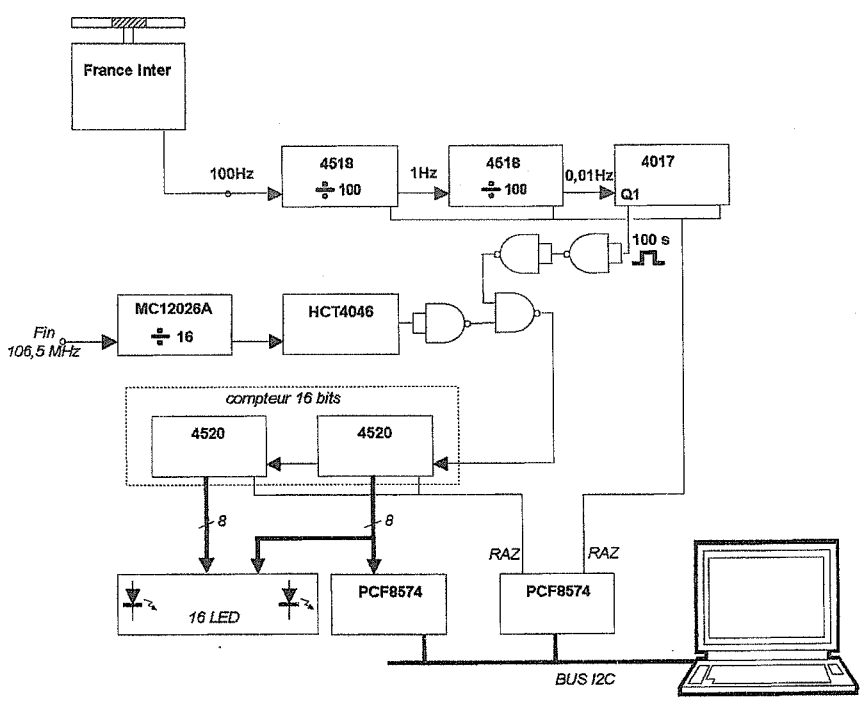 France Inter
100Hz
4518
÷ 100
1Hz
4518
÷ 100
0,01Hz
4017
Q1
100 s
Fin
106,5 MHz
MC12026A
÷ 16
HCT4046
compteur 16 bits
4520
4520
8
8
RAZ
RAZ
16 LED
PCF8574
PCF8574
BUS I2C